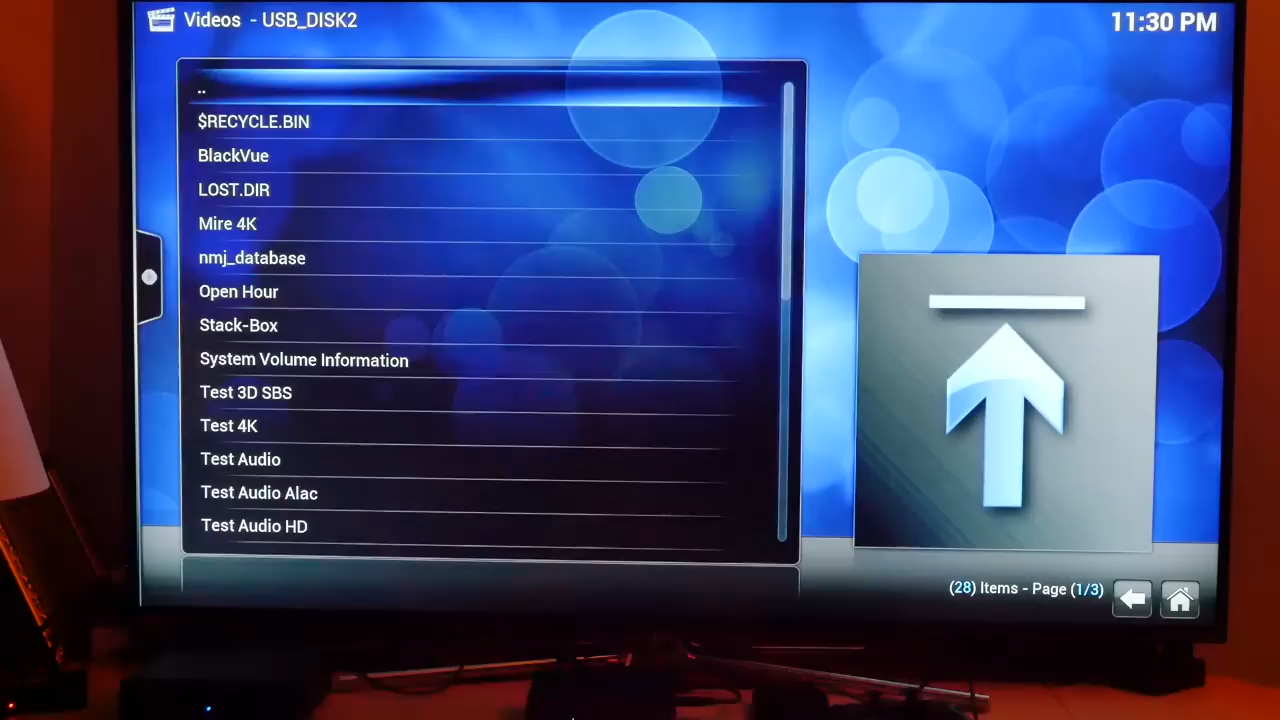 Videos - USB_DISK2
11:30 PM
..
$RECYCLE.BIN
BlackVue
LOST.DIR
Mire 4K
nmj_database
Open Hour
Stack-Box
System Volume Information
Test 3D SBS
Test 4K
Test Audio
Test Audio Alac
Test Audio HD
(28) Items - Page (1/3)